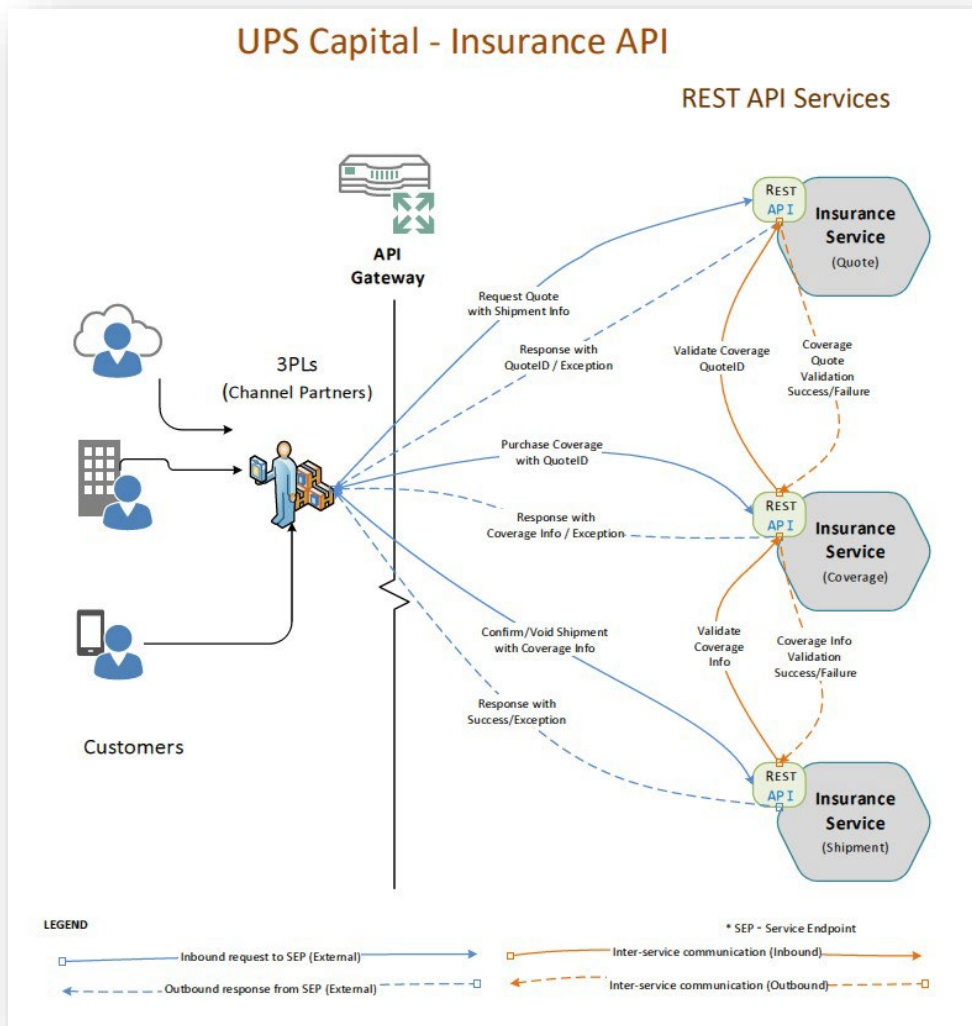 UPS Capital - Insurance API
REST API Services
API
Gateway
REST
API
Insurance
Service
(Quote)
Request Quote
with Shipment Info
Response with
QuoteID / Exception
Validate Coverage
QuoteID
Coverage
Quote
Validation
Success/Failure
3PLs
(Channel Partners)
Purchase Coverage
with QuoteID
Response with
Coverage Info / Exception
REST
API
Insurance
Service
(Coverage)
Confirm/Void Shipment
with Coverage Info
Validate
Coverage
Info
Coverage Info
Validation
Success/Failure
Response with
Success/Exception
Customers
REST
API
Insurance
Service
(Shipment)
LEGEND
* SEP - Service Endpoint
Inbound request to SEP (External)
Inter-service communication (Inbound)
Outbound response from SEP (External)
Inter-service communication (Outbound)